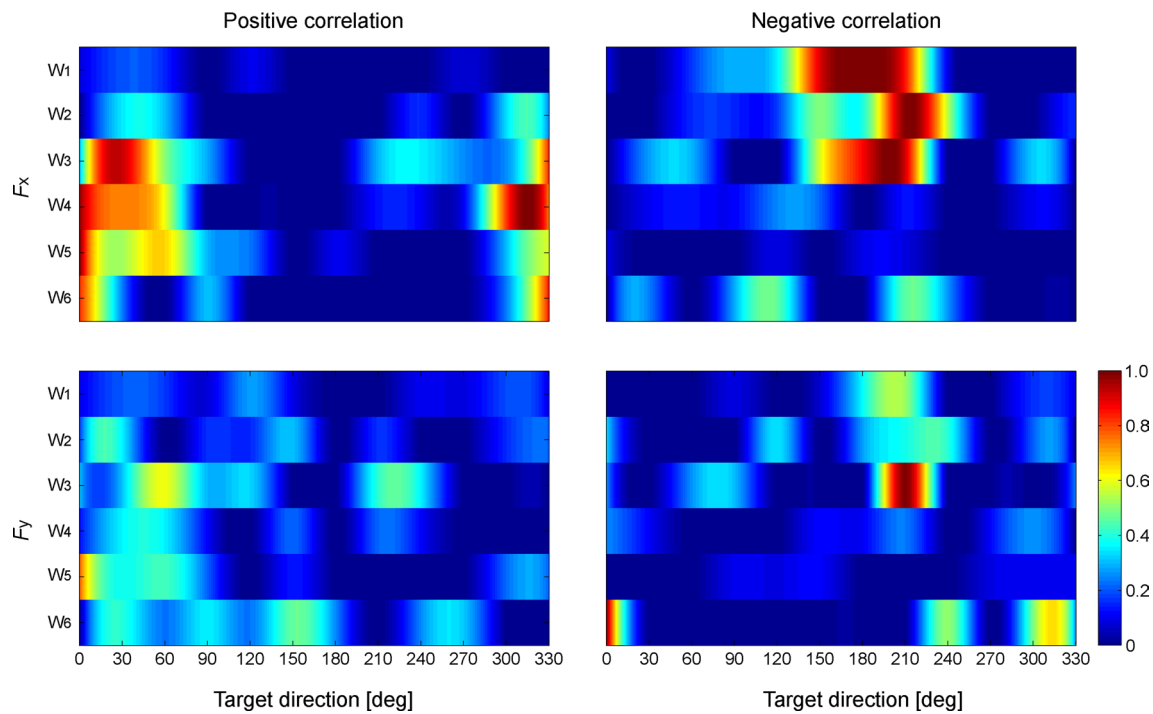 Positive correlation Negative correlation
Fx
W1
W2
W3
W4
W5
W6
Fy
W1
W2
W3
W4
W5
W6
1.0
0.8
0.6
0.4
0.2
0
0 30 60 90 120 150 180 210 240 270 300 330
0 30 60 90 120 150 180 210 240 270 300 330
Target direction [deg] Target direction [deg]